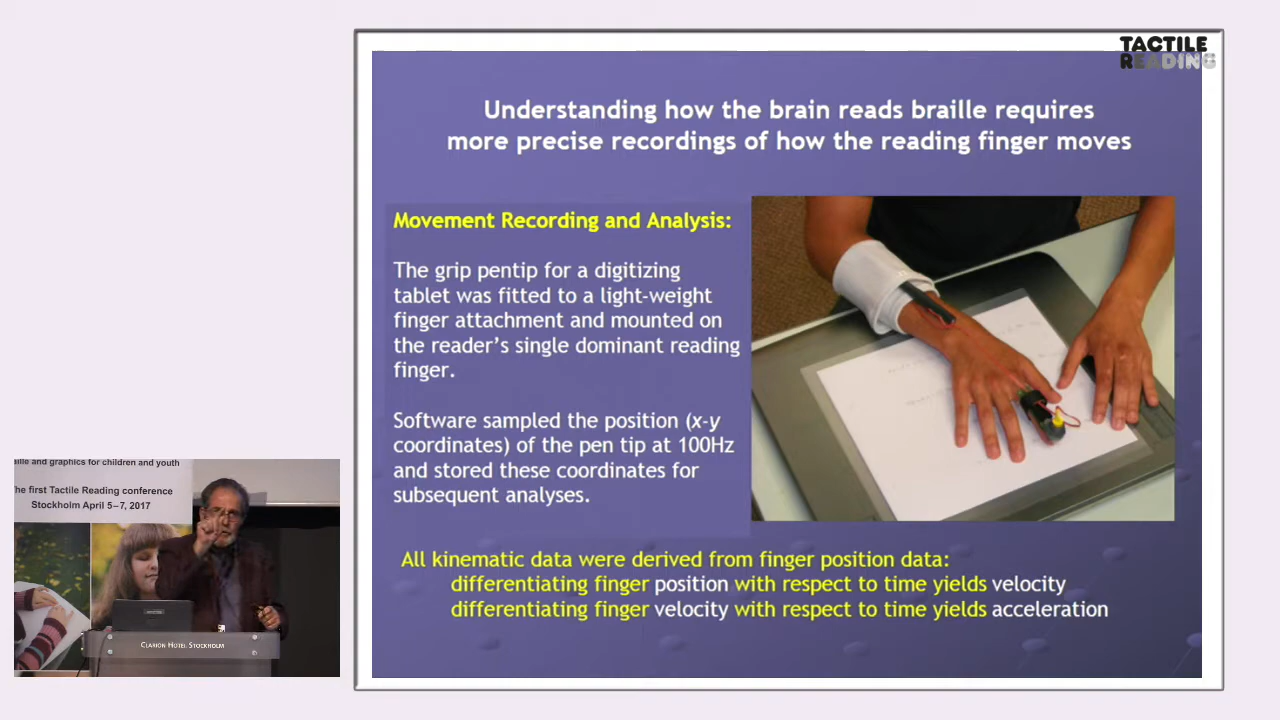 TACTILE
READING
Understanding how the brain reads braille requires
more precise recordings of how the reading finger moves
Movement Recording and Analysis:
The grip pentip for a digitizing
tablet was fitted to a light-weight
finger attachment and mounted on
the reader's single dominant reading
finger.
Software sampled the position (x-y
coordinates) of the pen tip at 100Hz
and stored these coordinates for
subsequent analyses.
All kinematic data were derived from finger position data:
differentiating finger position with respect to time yields velocity
differentiating finger velocity with respect to time yields acceleration
and graphics for children and youth
The first Tactile Reading conference
Stockholm April 5–7, 2017
CLARION HOTEL STOCKHOLM